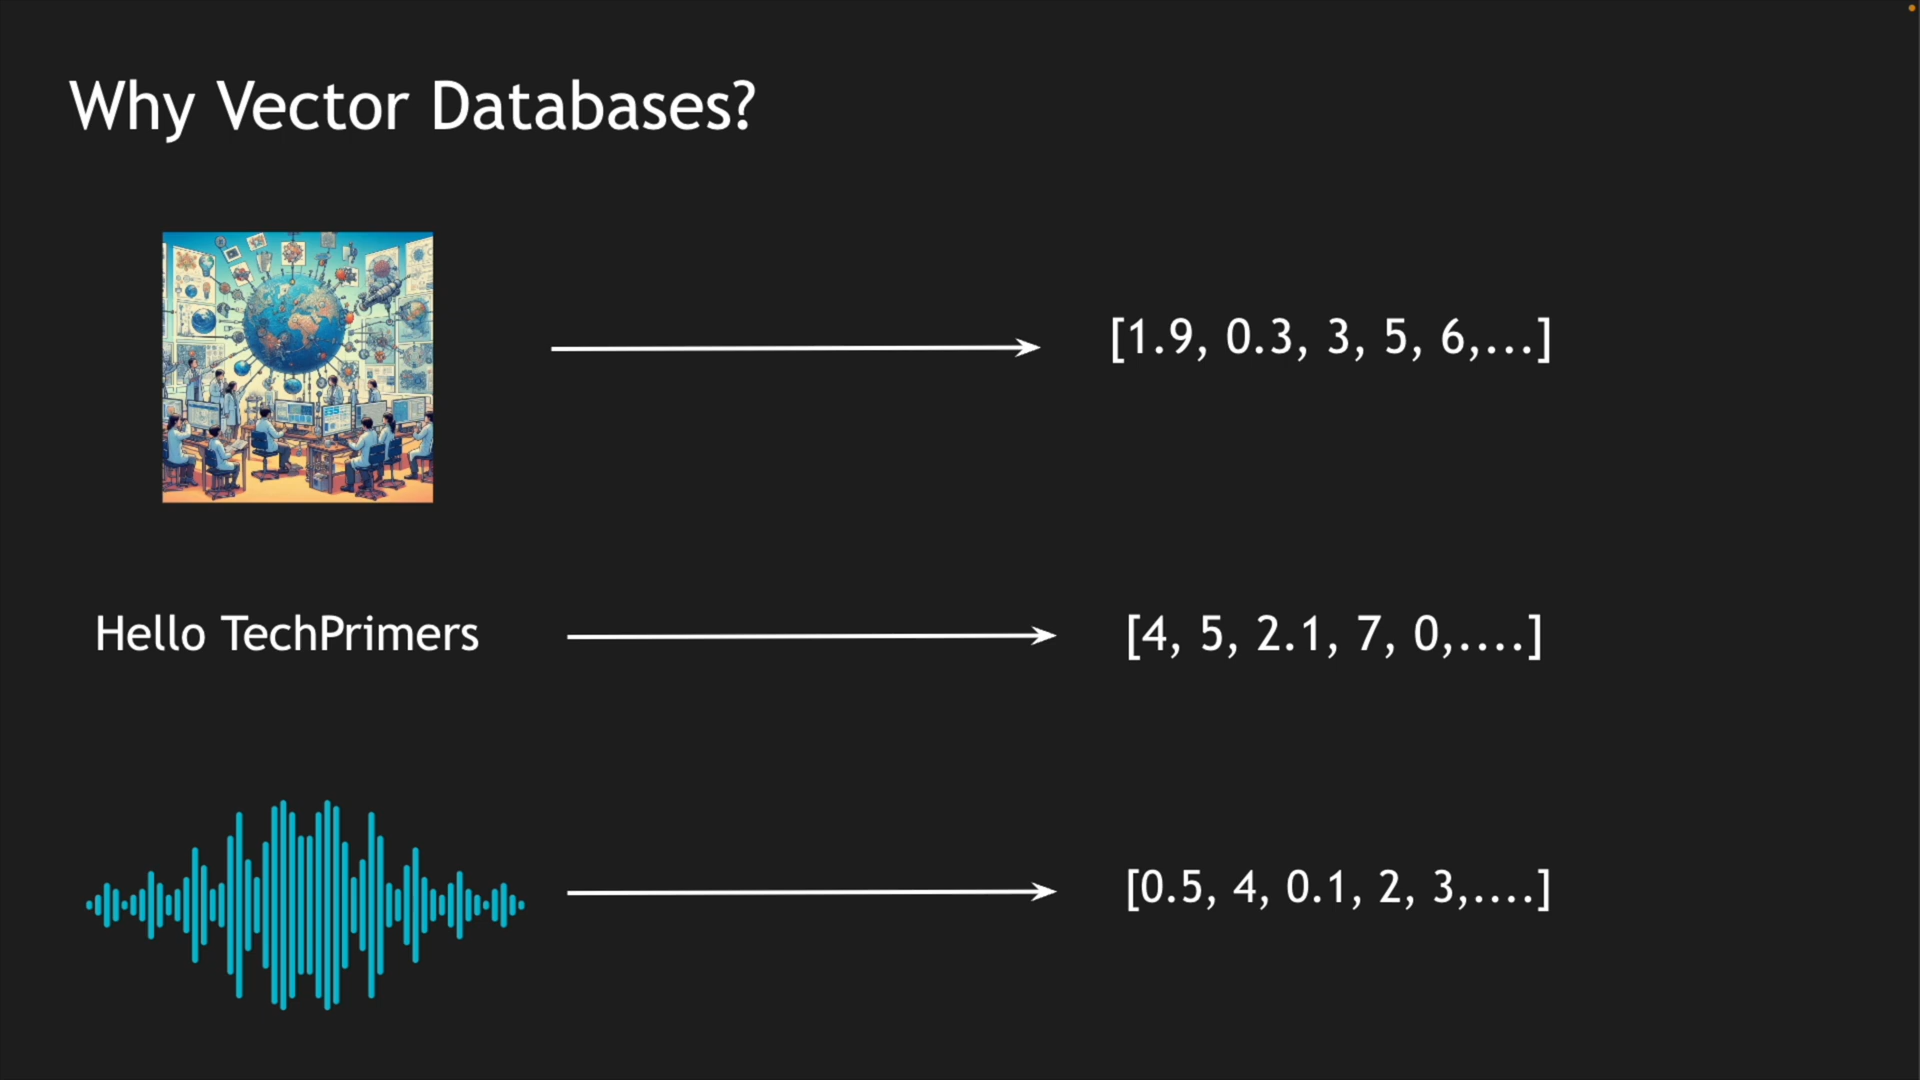 Why Vector Databases?
[1.9, 0.3, 3, 5, 6,...]
Hello TechPrimers
[4, 5, 2.1, 7, 0,....]
[0.5, 4, 0.1, 2, 3,....]